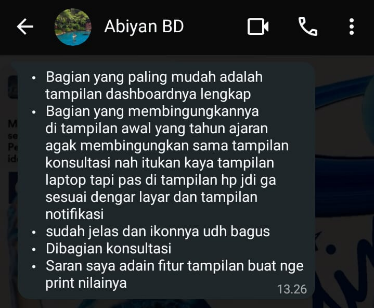 Abiyan BD
• Bagian yang paling mudah adalah
tampilan dashboardnya lengkap
• Bagian yang membingungkannya
di tampilan awal yang tahun ajaran
agak membingungkan sama tampilan
konsultasi nah itukan kaya tampilan
laptop tapi pas di tampilan hp jdi ga
sesuai dengar layar dan tampilan
notifikasi
• sudah jelas dan ikonnya udh bagus
• Dibagian konsultasi
• Saran saya adain fitur tampilan buat nge
print nilainya
13.26